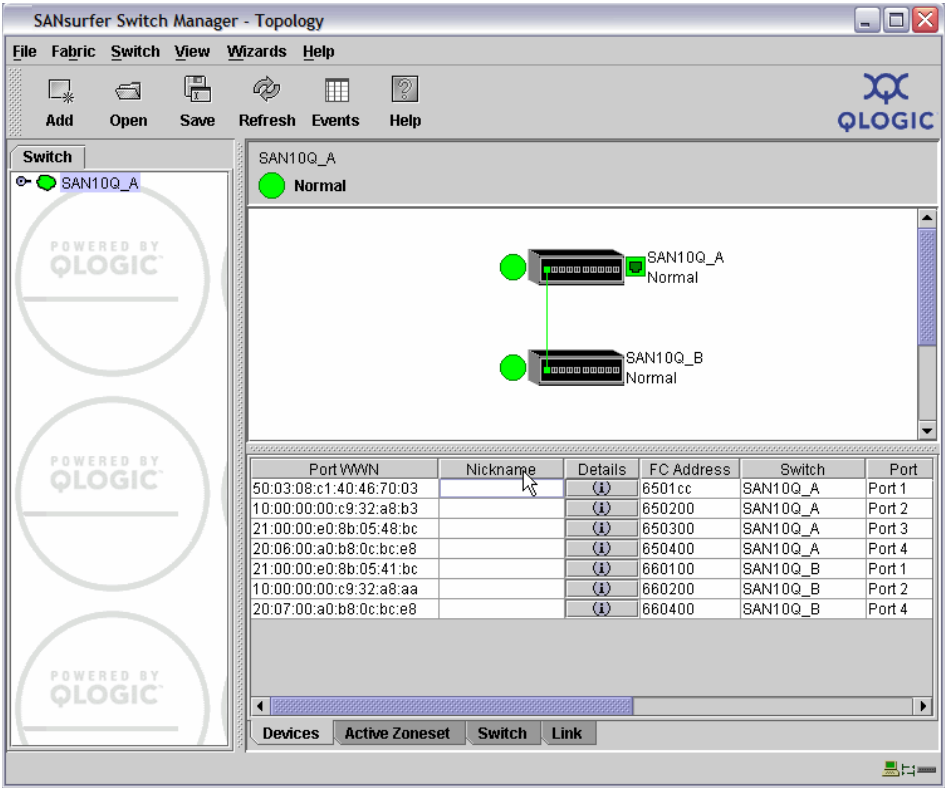 SANsurfer Switch Manager - Topology
File Fabric Switch View Wizards Help
Add Open Save Refresh Events Help
QLOGIC
Switch
SAN10Q_A
SAN10Q_A
Normal
POWERED BY
QLOGIC
POWERED BY
QLOGIC
POWERED BY
QLOGIC
SAN10Q_A
Normal
SAN10Q_B
Normal
Port WWN Nickname Details FC Address Switch Port
50:03:08:c1:40:46:70:03 (i) 6501cc SAN10Q_A Port 1
10:00:00:00:c9:32:a8:b3 (i) 650200 SAN10Q_A Port 2
21:00:00:e0:8b:05:48:bc (i) 650300 SAN10Q_A Port 3
20:06:00:a0:b8:0c:bc:e8 (i) 650400 SAN10Q_A Port 4
21:00:00:e0:8b:05:41:bc (i) 660100 SAN10Q_B Port 1
10:00:00:00:c9:32:a8:aa (i) 660200 SAN10Q_B Port 2
20:07:00:a0:b8:0c:bc:e8 (i) 660400 SAN10Q_B Port 4
Devices Active Zoneset Switch Link